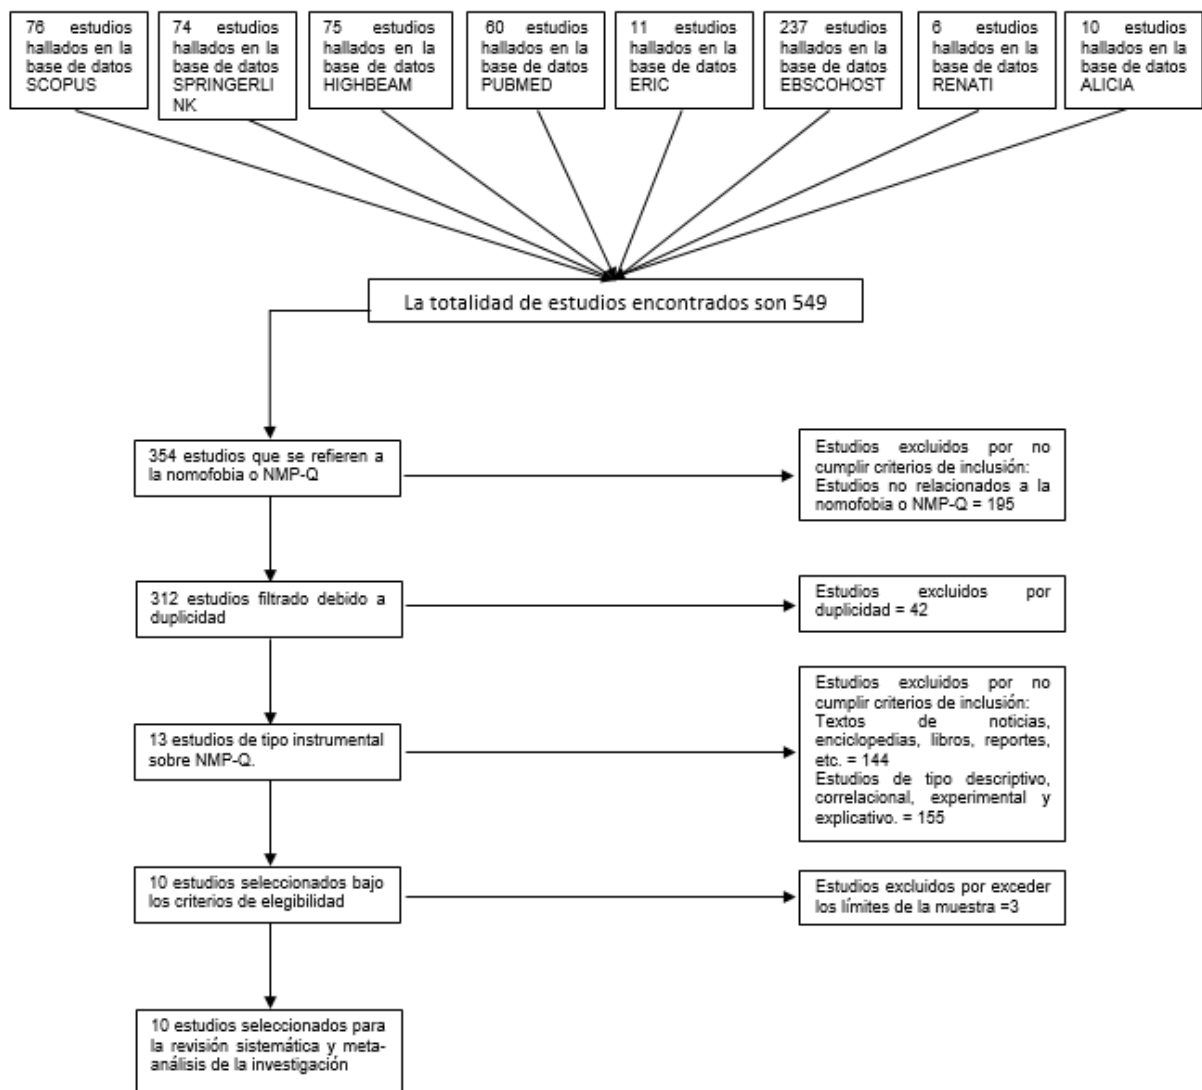 76 estudios
hallados en la
base de datos
SCOPUS
74 estudios
hallados en la
base de datos
SPRINGERLI
NK
75 estudios
hallados en la
base de datos
HIGHBEAM
60 estudios
hallados en la
base de datos
PUBMED
11 estudios
hallados en la
base de datos
ERIC
237 estudios
hallados en la
base de datos
EBSCOHOST
6 estudios
hallados en la
base de datos
RENATI
10 estudios
hallados en la
base de datos
ALICIA
La totalidad de estudios encontrados son 549
354 estudios que se refieren a
la nomofobia o NMP-Q
Estudios excluidos por no
cumplir criterios de inclusión:
Estudios no relacionados a la
nomofobia o NMP-Q = 195
312 estudios filtrado debido a
duplicidad
Estudios excluidos por
duplicidad = 42
13 estudios de tipo instrumental
sobre NMP-Q.
Estudios excluidos por no
cumplir criterios de inclusión:
Textos de noticias,
enciclopedias, libros, reportes,
etc. = 144
Estudios de tipo descriptivo,
correlacional, experimental y
explicativo. = 155
10 estudios seleccionados bajo
los criterios de elegibilidad
Estudios excluidos por exceder
los límites de la muestra =3
10 estudios seleccionados para
la revisión sistemática y meta-
análisis de la investigación